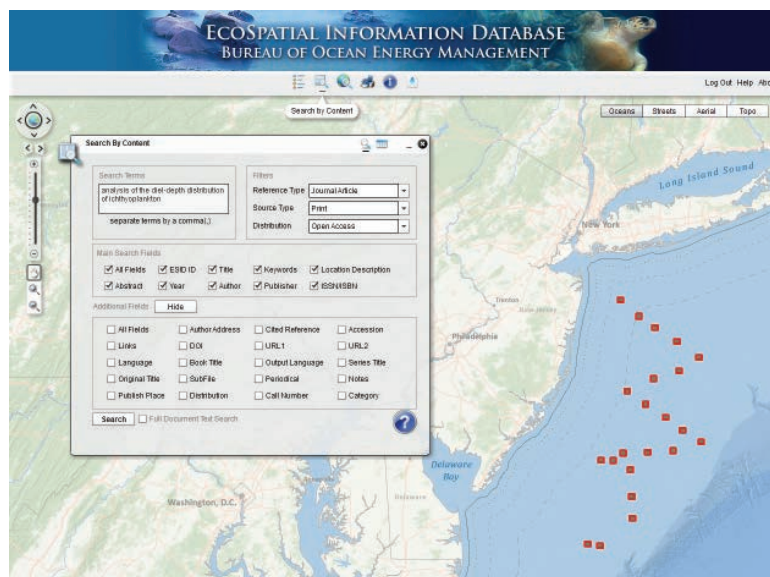 ECOSPATIAL INFORMATION DATABASE
BUREAU OF OCEAN ENERGY MANAGEMENT
Log Out Help Abo
Search by Content
Oceans Streets Aerial Topo
Search By Content
Search Terms
analysis of the diel-depth distribution
of ichthyoplankton
separate terms by a comma(,)
Filters
Reference Type Journal Article
Source Type Print
Distribution Open Access
Main Search Fields
All Fields ESID ID Title Keywords Location Description
Abstract Year Author Publisher ISSN/ISBN
Additional Fields Hide
All Fields Author Address Cited Reference Accession
Links DOI URL1 URL2
Language Book Title Output Language Series Title
Original Title SubFile Periodical Notes
Publish Place Distribution Call Number Category
Search Full Document Text Search
Long Island Sound
New York
Trenton
New Jersey
Philadelphia
Delaware
Bay
Annapolis
Washington, D.C.
Delaware